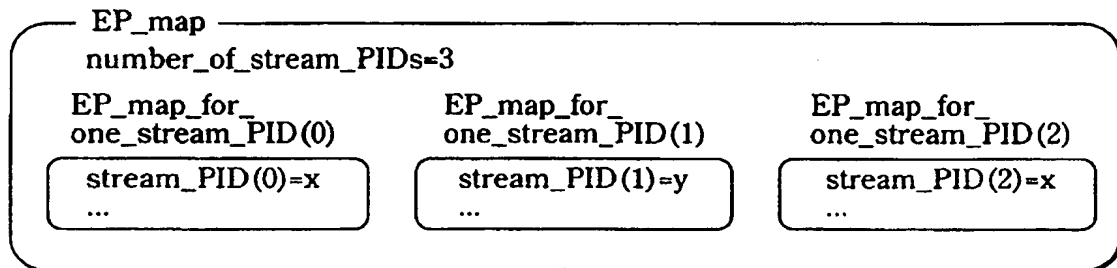 EP_map
number_of_stream_PIDs=3
EP_map_for_
one_stream_PID(0)
stream_PID(0)=x
...
EP_map_for_
one_stream_PID(1)
stream_PID(1)=y
...
EP_map_for_
one_stream_PID(2)
stream_PID(2)=x
...